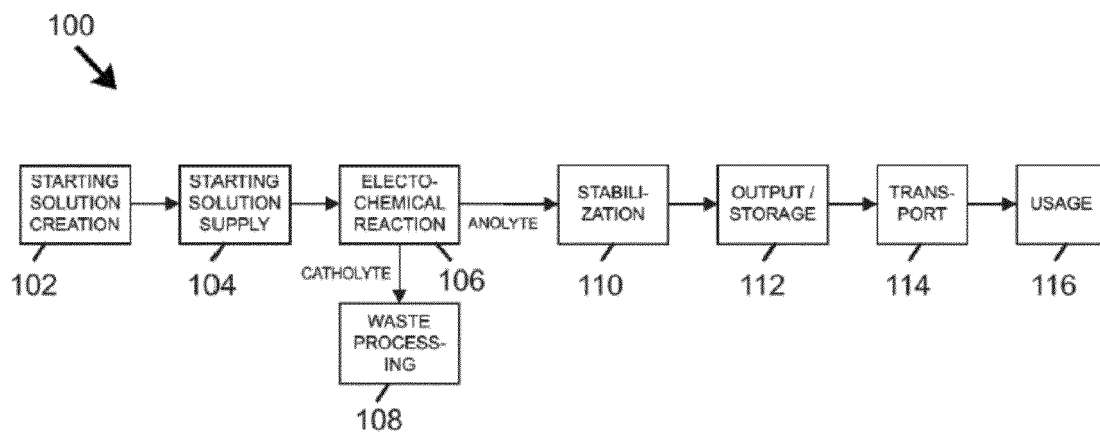 100
STARTING
SOLUTION
CREATION
STARTING
SOLUTION
SUPPLY
ELECTO-
CHEMICAL
REACTION
ANOLYTE
STABILI-
ZATION
OUTPUT /
STORAGE
TRANS-
PORT
USAGE
102
104
CATHOLYTE
106
110
112
114
116
WASTE
PROCESS-
ING
108